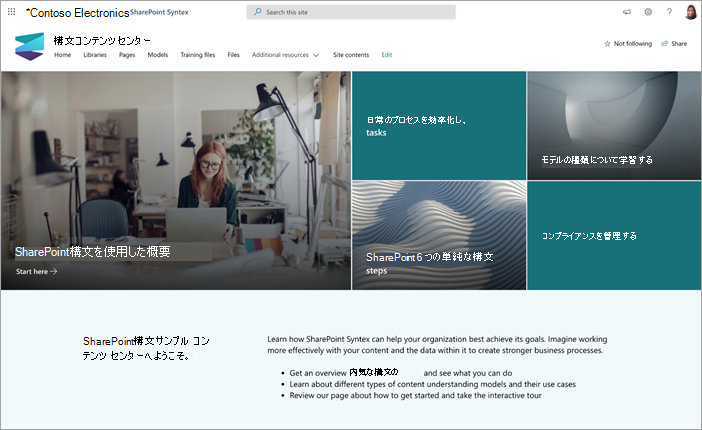 *Contoso Electronics SharePoint Syntex
Search this site
?
構文コンテンツ センター
Home Libraries Pages Models Training files Files Additional resources Site contents Edit
Not following Share
日常のプロセスを効率化し、
tasks
モデルの種類について学習する
SharePoint構文を使用した概要
Start here →
SharePoint 6 つの単純な構文
steps
コンプライアンスを管理する
SharePoint構文サンプル コン
テンツ センターへようこそ。
Learn how SharePoint Syntex can help your organization best achieve its goals. Imagine working
more effectively with your content and the data within it to create stronger business processes.
• Get an overview 内気な構文の and see what you can do
• Learn about different types of content understanding models and their use cases
• Review our page about how to get started and take the interactive tour